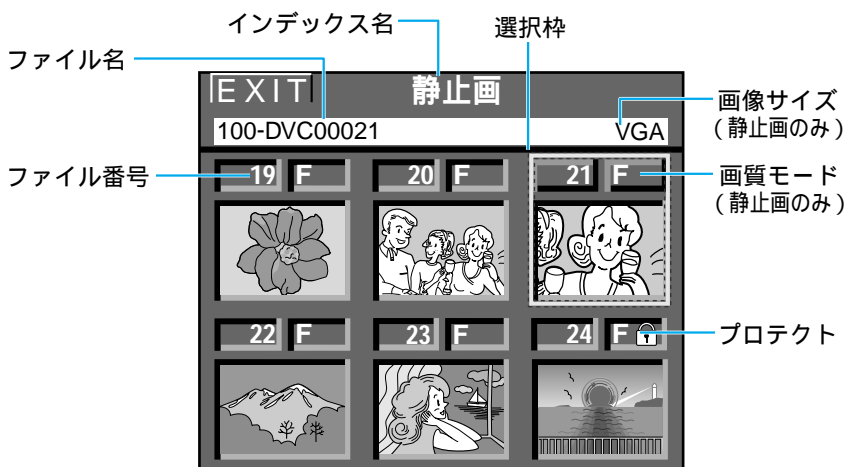 インデックス名
選択枠
ファイル名
EXIT 静止画
画像サイズ
(静止画のみ)
100-DVC00021 VGA
ファイル番号
19 F 20 F 21 F
画質モード
(静止画のみ)
22 F 23 F 24 F
プロテクト